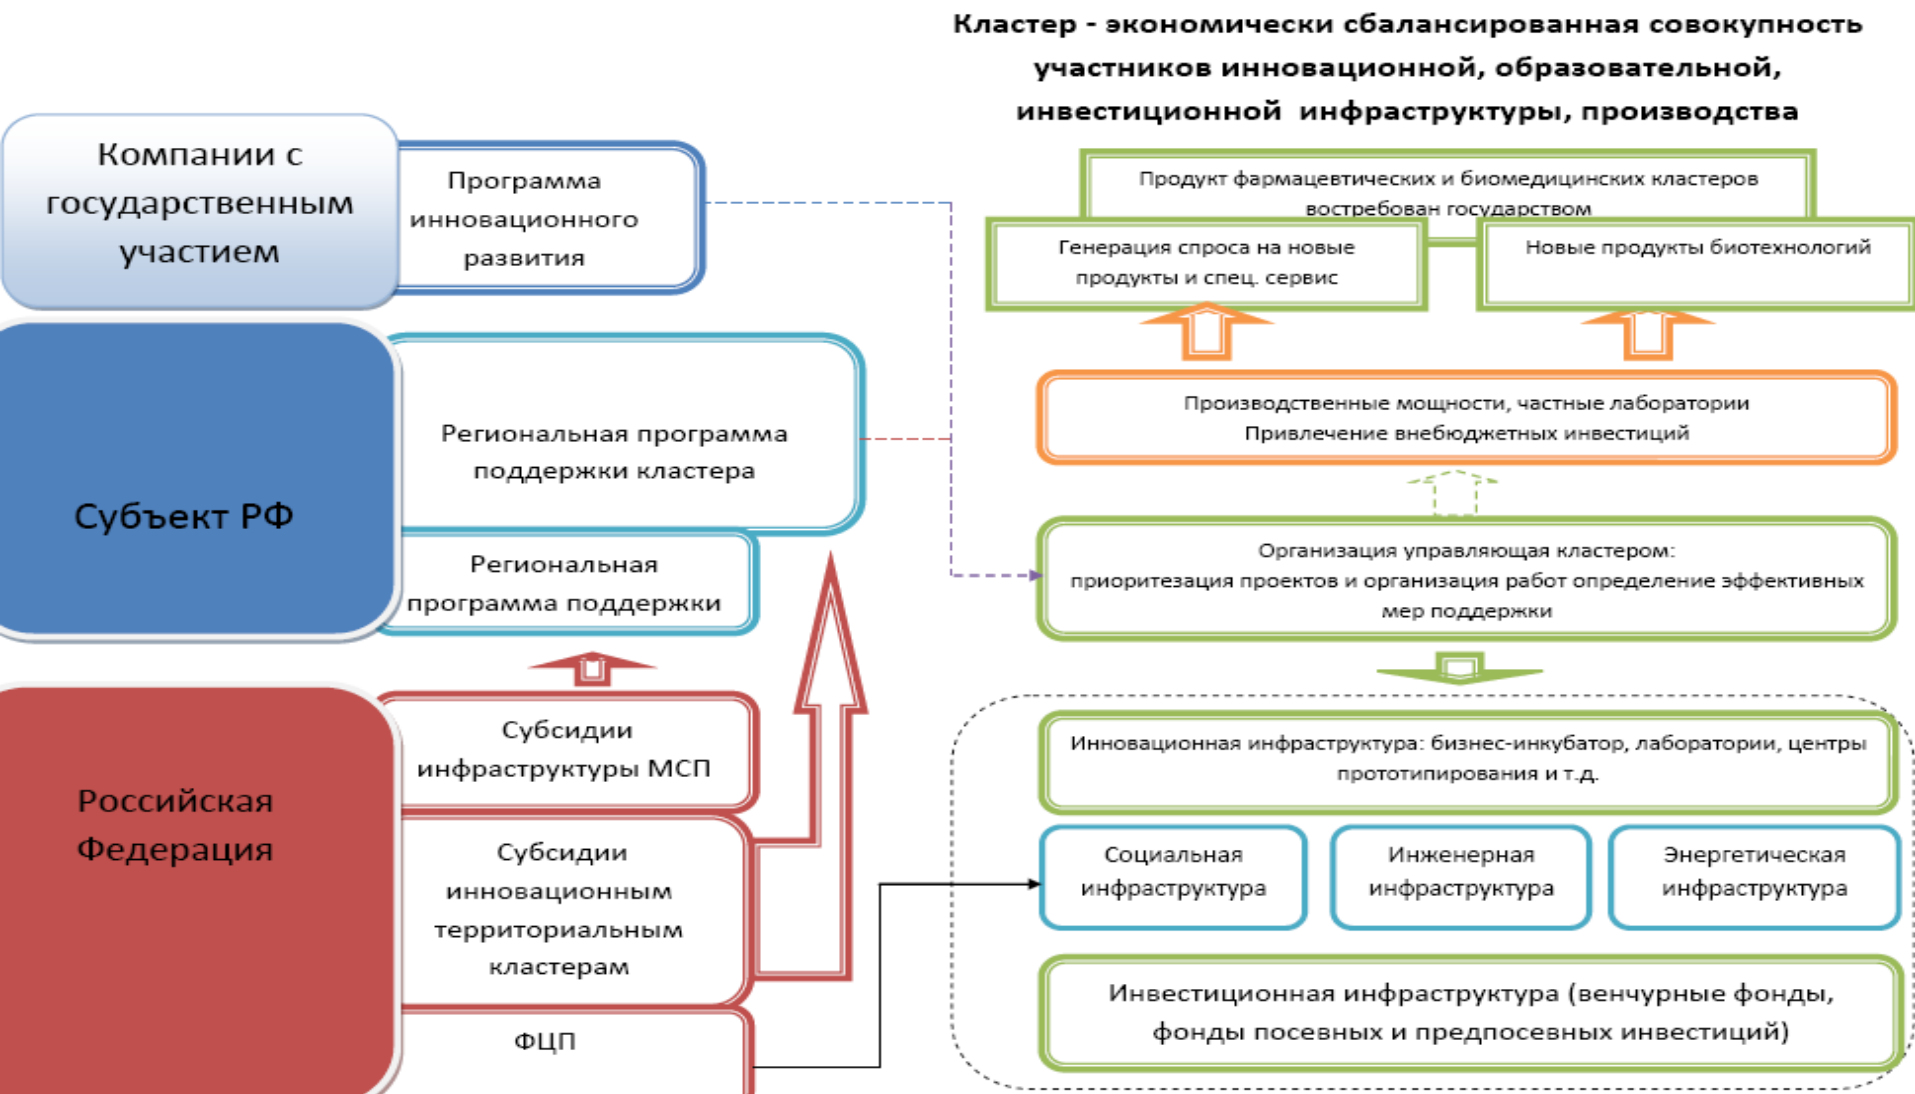 Кластер - экономически сбалансированная совокупность
участников инновационной, образовательной,
инвестиционной инфраструктуры, производства
Компании с
государственным
участием
Программа
инновационного
развития
Субъект РФ
Региональная программа
поддержки кластера
Региональная
программа поддержки
Российская
Федерация
Субсидии
инфраструктуры МСП
Субсидии
инновационным
территориальным
кластерам
ФЦП
Продукт фармацевтических и биомедицинских кластеров
востребован государством
Генерация спроса на новые
продукты и спец. сервис
Новые продукты биотехнологий
Производственные мощности, частные лаборатории
Привлечение внебюджетных инвестиций
Организация управляющая кластером:
приоритезация проектов и организация работ определение эффективных
мер поддержки
Инновационная инфраструктура: бизнес-инкубатор, лаборатории, центры
прототипирования и т.д.
Социальная
инфраструктура
Инженерная
инфраструктура
Энергетическая
инфраструктура
Инвестиционная инфраструктура (венчурные фонды,
фонды посевных и предпосевных инвестиций)